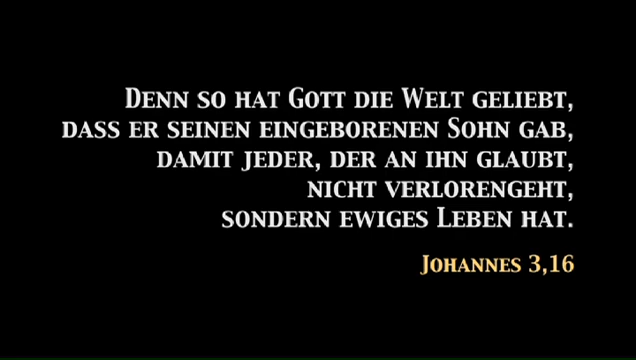 Denn so hat Gott die Welt geliebt,
dass er seinen eingeborenen Sohn gab,
damit jeder, der an ihn glaubt,
nicht verlorengeht,
sondern ewiges Leben hat.
Johannes 3,16